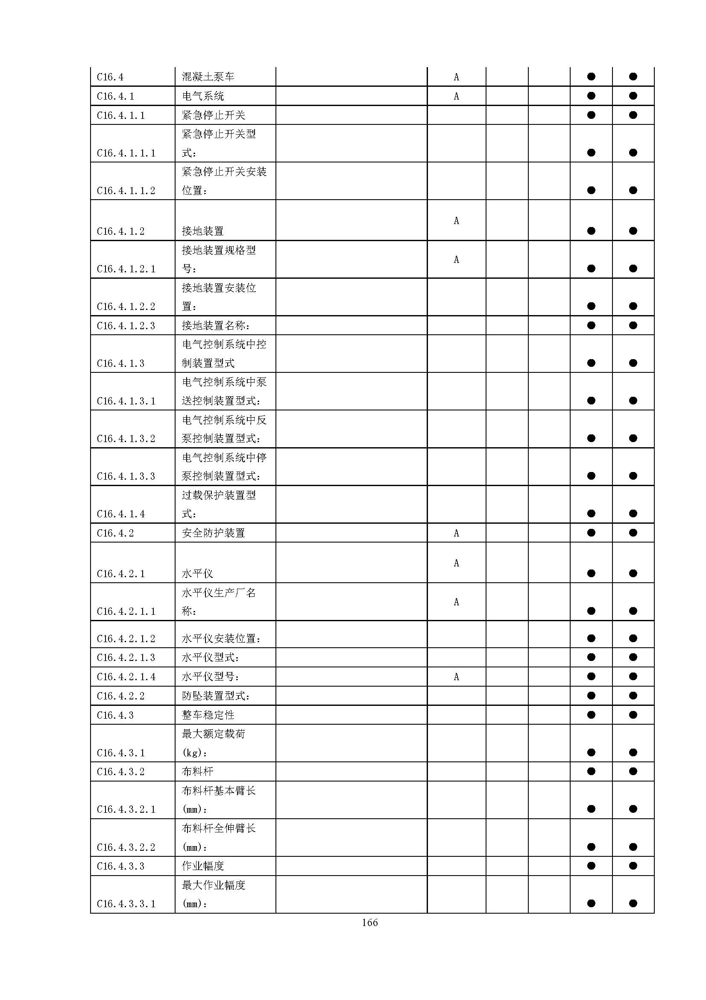 C16.4 混凝土泵车 A ● ●
C16.4.1 电气系统 A ● ●
C16.4.1.1 紧急停止开关 ● ●
紧急停止开关型
C16.4.1.1.1 式： ● ●
紧急停止开关安装
C16.4.1.1.2 位置： ● ●
A
C16.4.1.2 接地装置 ● ●
接地装置规格型
A
C16.4.1.2.1 号： ● ●
接地装置安装位
C16.4.1.2.2 置： ● ●
C16.4.1.2.3 接地装置名称： ● ●
电气控制系统中控
C16.4.1.3 制装置型式 ● ●
电气控制系统中泵
C16.4.1.3.1 送控制装置型式： ● ●
电气控制系统中反
C16.4.1.3.2 泵控制装置型式： ● ●
电气控制系统中停
C16.4.1.3.3 泵控制装置型式： ● ●
过载保护装置型
C16.4.1.4 式： ● ●
C16.4.2 安全防护装置 A ● ●
A
C16.4.2.1 水平仪 ● ●
水平仪生产厂名
A
C16.4.2.1.1 称： ● ●
C16.4.2.1.2 水平仪安装位置： ● ●
C16.4.2.1.3 水平仪型式： ● ●
C16.4.2.1.4 水平仪型号： A ● ●
C16.4.2.2 防坠装置型式： ● ●
C16.4.3 整车稳定性 ● ●
最大额定载荷
C16.4.3.1 (kg)： ● ●
C16.4.3.2 布料杆 ● ●
布料杆基本臂长
C16.4.3.2.1 (mm)： ● ●
布料杆全伸臂长
C16.4.3.2.2 (mm)： ● ●
C16.4.3.3 作业幅度 ● ●
最大作业幅度
C16.4.3.3.1 (mm)： ● ●
166